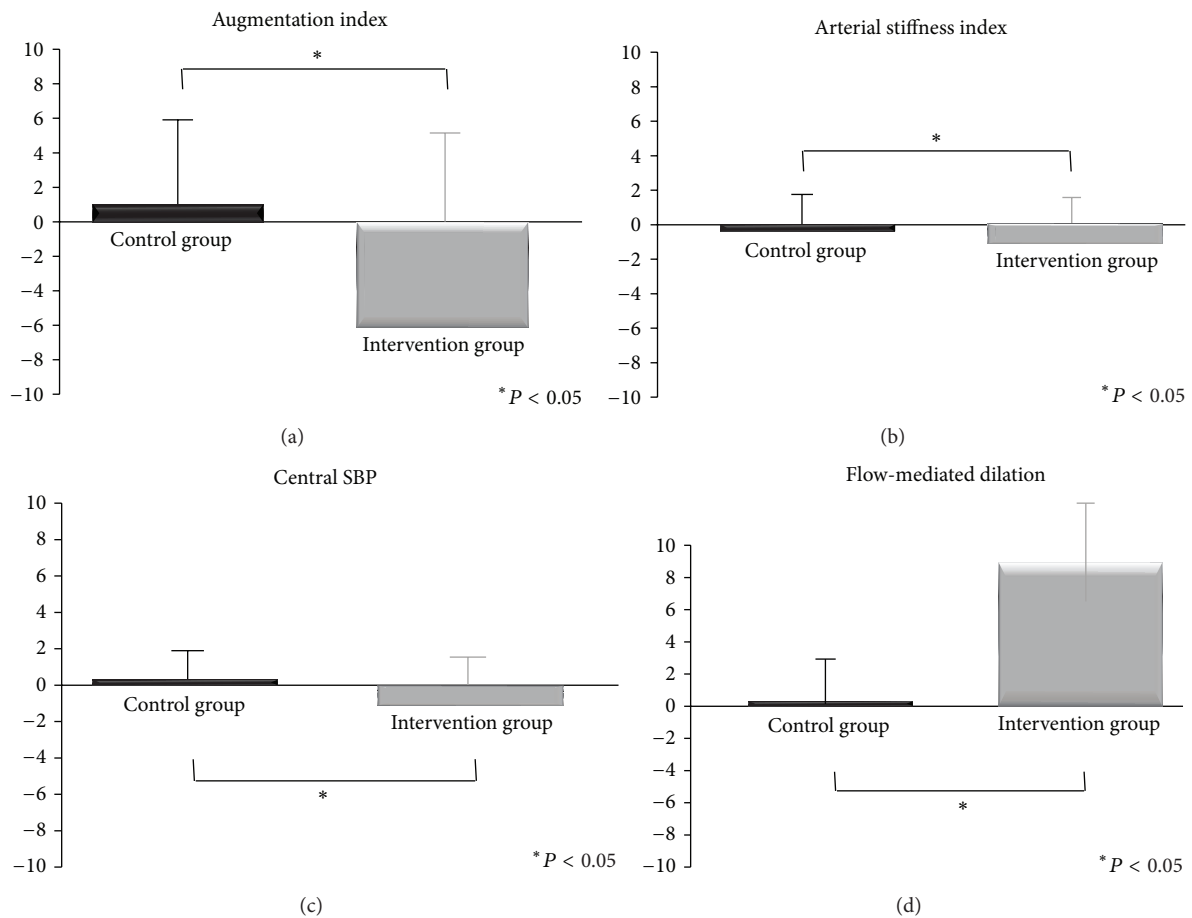 Augmentation index
10
8
6
4
2
0
−2
−4
−6
−8
−10
*
Control group
Intervention group
* P < 0.05
(a)
Arterial stiffness index
10
8
6
4
2
0
−2
−4
−6
−8
−10
*
Control group
Intervention group
* P < 0.05
(b)
Central SBP
10
8
6
4
2
0
−2
−4
−6
−8
−10
Control group
Intervention group
*
* P < 0.05
(c)
Flow-mediated dilation
10
8
6
4
2
0
−2
−4
−6
−8
−10
Control group
Intervention group
*
* P < 0.05
(d)